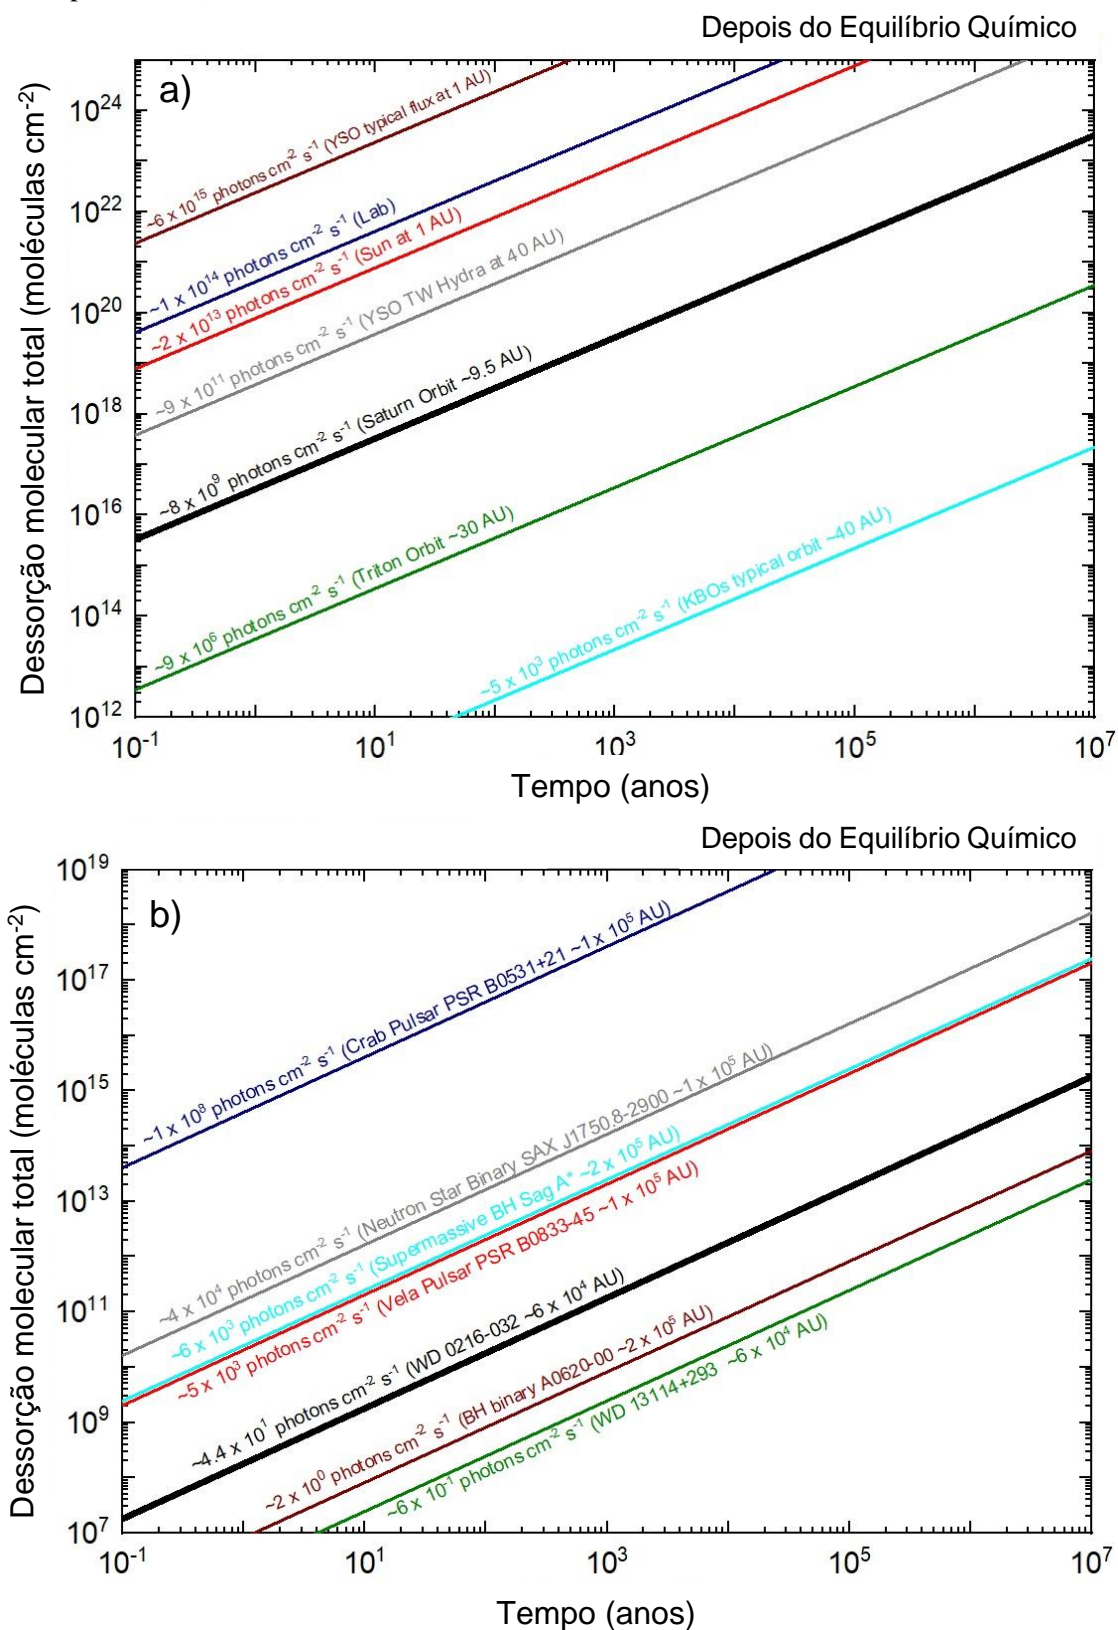 Depois do Equilíbrio Químico
a)
Dessorção molecular total (moléculas cm-2)
10^24
10^22
10^20
10^18
10^16
10^14
10^12
~6 x 10^15 photons cm^-2 s^-1 (YSO typical flux at 1 AU)
~1 x 10^14 photons cm^-2 s^-1 (Lab)
~2 x 10^13 photons cm^-2 s^-1 (Sun at 1 AU)
~9 x 10^11 photons cm^-2 s^-1 (YSO TW Hydra at 40 AU)
~8 x 10^9 photons cm^-2 s^-1 (Saturn Orbit ~9.5 AU)
~9 x 10^6 photons cm^-2 s^-1 (Triton Orbit ~30 AU)
~5 x 10^3 photons cm^-2 s^-1 (KBOs typical orbit ~40 AU)
10^-1 10^1 10^3 10^5 10^7
Tempo (anos)
Depois do Equilíbrio Químico
b)
Dessorção molecular total (moléculas cm-2)
10^19
10^17
10^15
10^13
10^11
10^9
10^7
~1 x 10^8 photons cm^-2 s^-1 (Crab Pulsar PSR B0531+21 ~1 x 10^5 AU)
~4 x 10^4 photons cm^-2 s^-1 (Neutron Star Binary SAX J1750.8-2900 ~1 x 10^5 AU)
~6 x 10^3 photons cm^-2 s^-1 (Supermassive BH Sag A* ~2 x 10^5 AU)
~5 x 10^3 photons cm^-2 s^-1 (Vela Pulsar PSR B0833-45 ~1 x 10^5 AU)
~4.4 x 10^1 photons cm^-2 s^-1 (WD 0216-032 ~6 x 10^4 AU)
~2 x 10^0 photons cm^-2 s^-1 (BH binary A0620-00 ~2 x 10^5 AU)
~6 x 10^-1 photons cm^-2 s^-1 (WD 13114+293 ~6 x 10^4 AU)
10^-1 10^1 10^3 10^5 10^7
Tempo (anos)